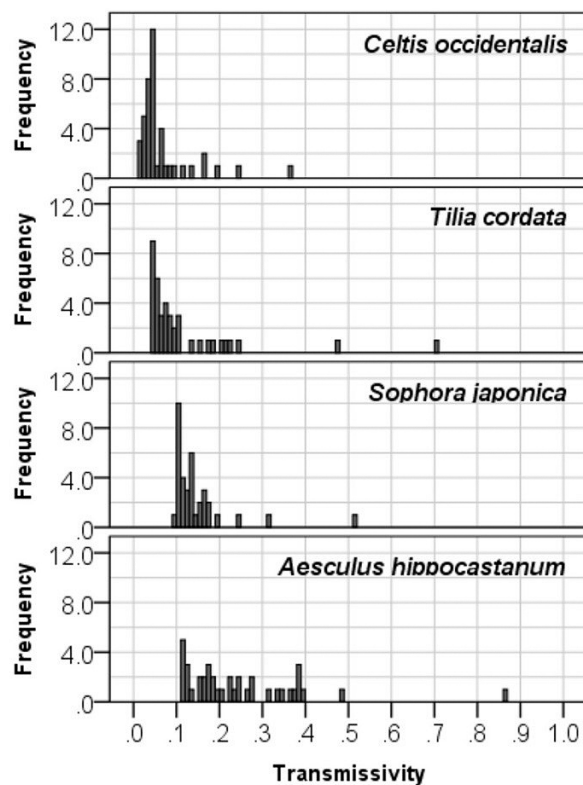 Frequency
12.0
8.0
4.0
.0
Celtis occidentalis
Frequency
12.0
8.0
4.0
.0
Tilia cordata
Frequency
12.0
8.0
4.0
.0
Sophora japonica
Frequency
12.0
8.0
4.0
.0
Aesculus hippocastanum
.0 .1 .2 .3 .4 .5 .6 .7 .8 .9 1.0
Transmissivity